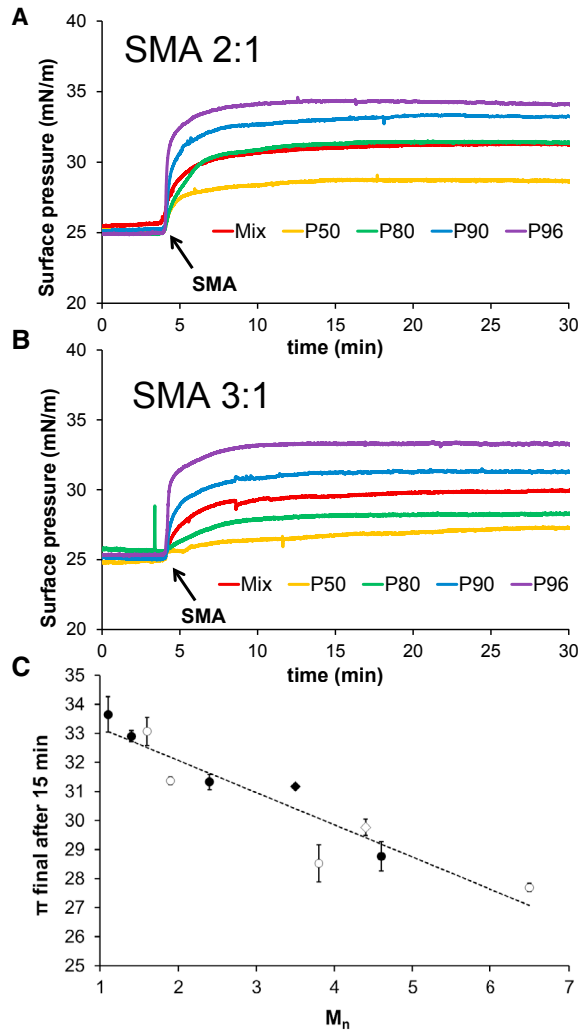 A
SMA 2:1
40
35
30
25
20
Surface pressure (mN/m)
Mix P50 P80 P90 P96
SMA
0 5 10 15 20 25 30
time (min)
B
SMA 3:1
40
35
30
25
20
Surface pressure (mN/m)
Mix P50 P80 P90 P96
SMA
0 5 10 15 20 25 30
time (min)
C
35
34
33
32
31
30
29
28
27
26
25
π final after 15 min
1 2 3 4 5 6 7
Mn